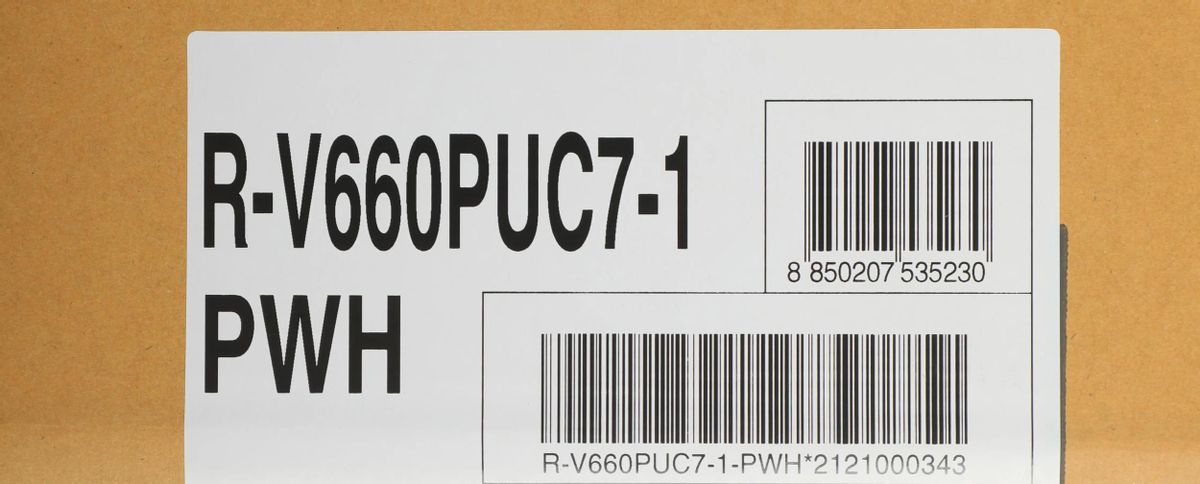 R-V660PUC7-1
PWH
8 850207 535230
R-V660PUC7-1-PWH*2121000343